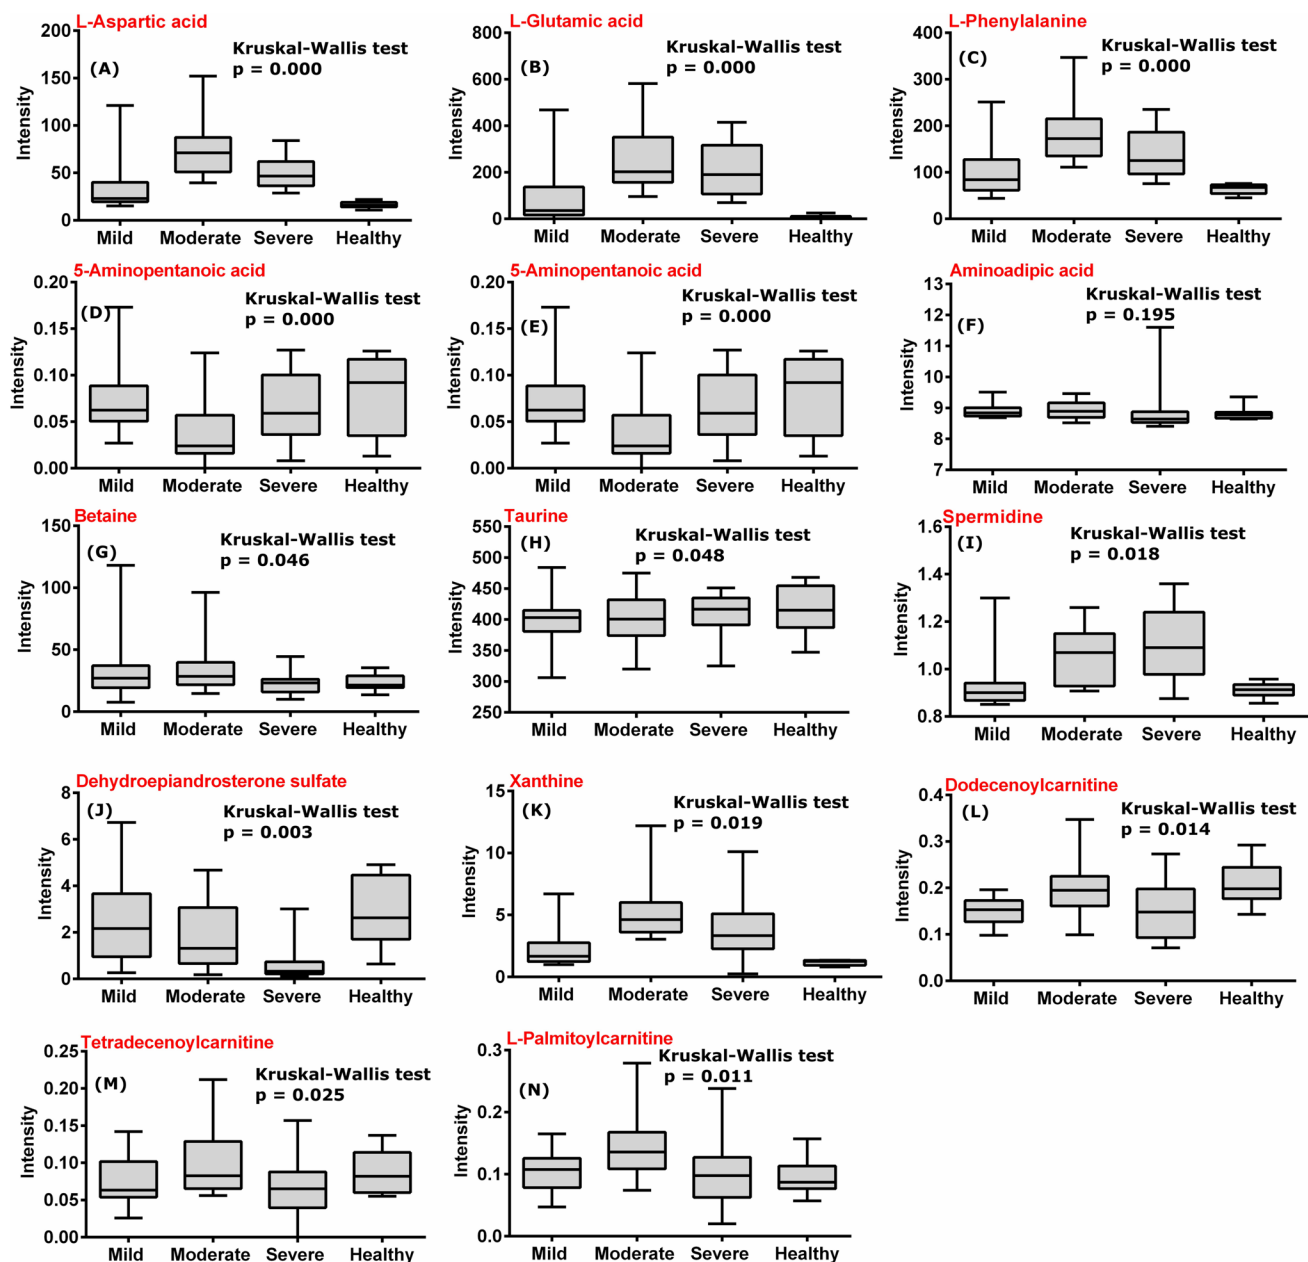 L-Aspartic acid
Kruskal-Wallis test
p = 0.000
(A)
Intensity
200
150
100
50
0
Mild Moderate Severe Healthy
L-Glutamic acid
Kruskal-Wallis test
p = 0.000
(B)
Intensity
800
600
400
200
0
Mild Moderate Severe Healthy
L-Phenylalanine
Kruskal-Wallis test
p = 0.000
(C)
Intensity
400
300
200
100
0
Mild Moderate Severe Healthy
5-Aminopentanoic acid
Kruskal-Wallis test
p = 0.000
(D)
Intensity
0.20
0.15
0.10
0.05
0.00
Mild Moderate Severe Healthy
5-Aminopentanoic acid
Kruskal-Wallis test
p = 0.000
(E)
Intensity
0.20
0.15
0.10
0.05
0.00
Mild Moderate Severe Healthy
Aminoadipic acid
Kruskal-Wallis test
p = 0.195
(F)
Intensity
13
12
11
10
9
8
7
Mild Moderate Severe Healthy
Betaine
Kruskal-Wallis test
p = 0.046
(G)
Intensity
150
100
50
0
Mild Moderate Severe Healthy
Taurine
Kruskal-Wallis test
p = 0.048
(H)
Intensity
550
500
450
400
350
300
250
Mild Moderate Severe Healthy
Spermidine
Kruskal-Wallis test
p = 0.018
(I)
Intensity
1.6
1.4
1.2
1.0
0.8
Mild Moderate Severe Healthy
Dehydroepiandrosterone sulfate
Kruskal-Wallis test
p = 0.003
(J)
Intensity
8
6
4
2
0
Mild Moderate Severe Healthy
Xanthine
Kruskal-Wallis test
p = 0.019
(K)
Intensity
15
10
5
0
Mild Moderate Severe Healthy
Dodecenoylcarnitine
Kruskal-Wallis test
p = 0.014
(L)
Intensity
0.4
0.3
0.2
0.1
0.0
Mild Moderate Severe Healthy
Tetradecenoylcarnitine
Kruskal-Wallis test
p = 0.025
(M)
Intensity
0.25
0.20
0.15
0.10
0.05
0.00
Mild Moderate Severe Healthy
L-Palmitoylcarnitine
Kruskal-Wallis test
p = 0.011
(N)
Intensity
0.3
0.2
0.1
0.0
Mild Moderate Severe Healthy